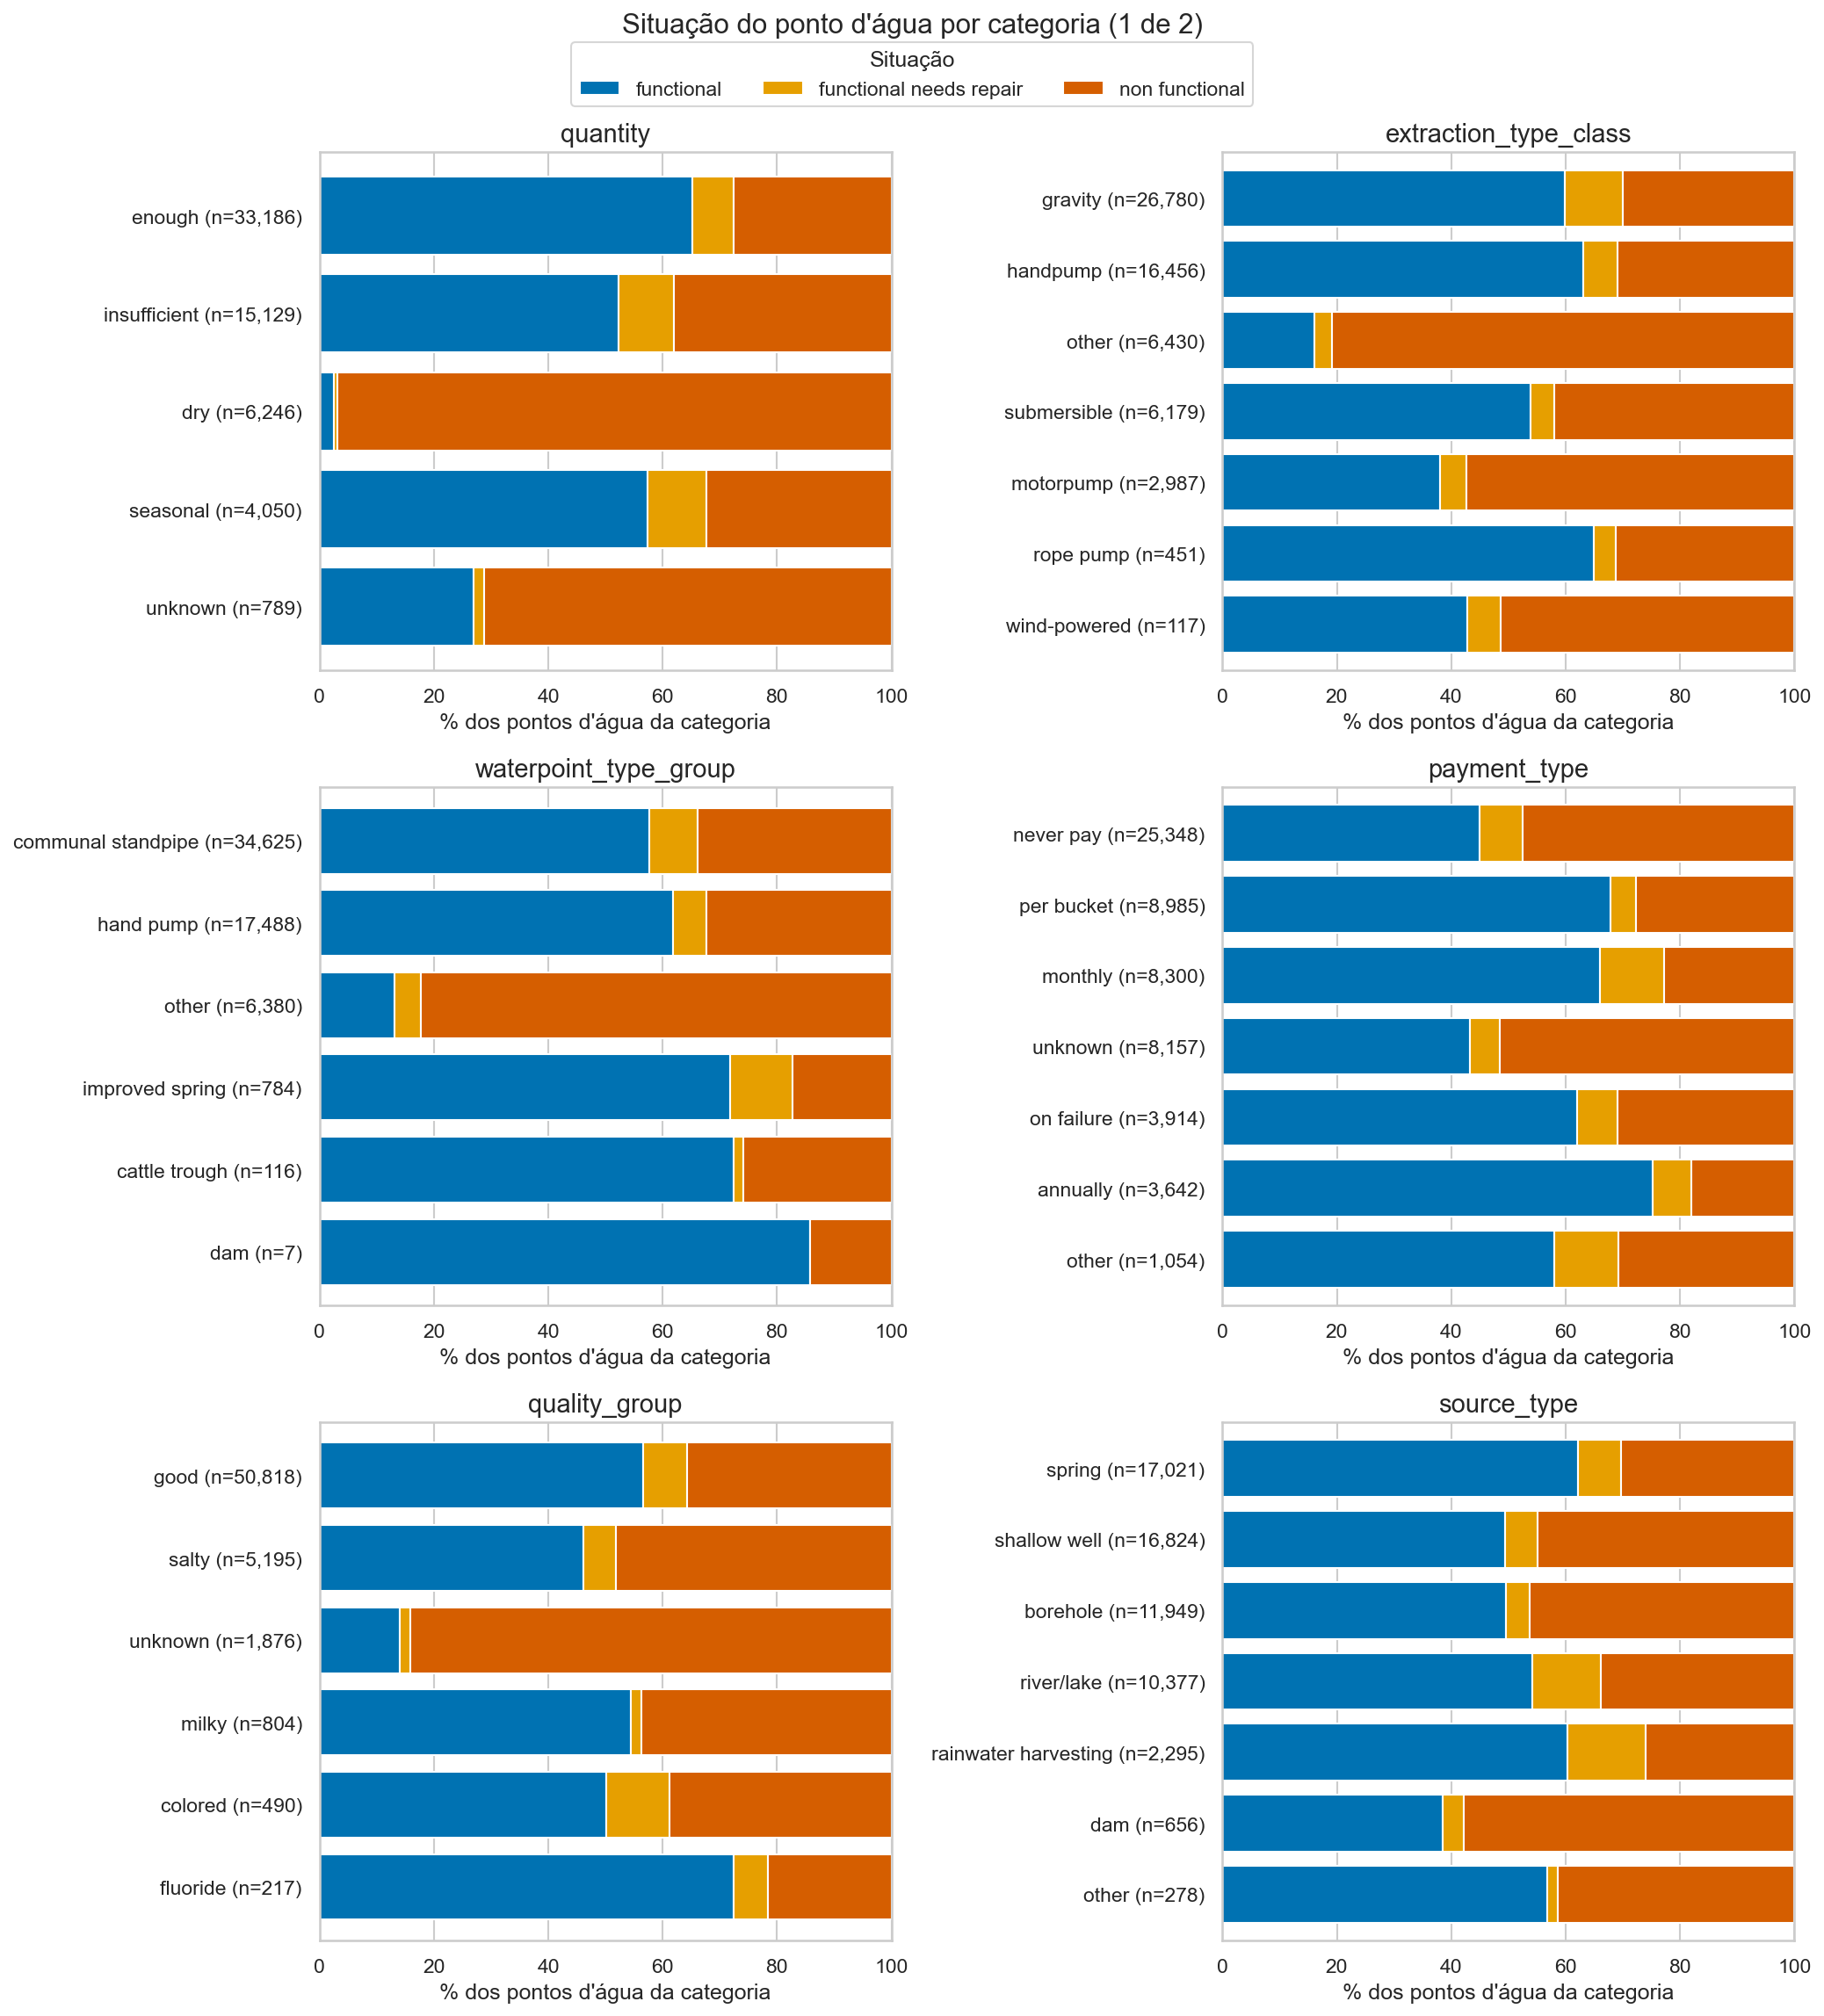 Situação do ponto d'água por categoria (1 de 2)
Situação
functional
functional needs repair
non functional
quantity
enough (n=33,186)
insufficient (n=15,129)
dry (n=6,246)
seasonal (n=4,050)
unknown (n=789)
0 20 40 60 80 100
% dos pontos d'água da categoria
extraction_type_class
gravity (n=26,780)
handpump (n=16,456)
other (n=6,430)
submersible (n=6,179)
motorpump (n=2,987)
rope pump (n=451)
wind-powered (n=117)
0 20 40 60 80 100
% dos pontos d'água da categoria
waterpoint_type_group
communal standpipe (n=34,625)
hand pump (n=17,488)
other (n=6,380)
improved spring (n=784)
cattle trough (n=116)
dam (n=7)
0 20 40 60 80 100
% dos pontos d'água da categoria
payment_type
never pay (n=25,348)
per bucket (n=8,985)
monthly (n=8,300)
unknown (n=8,157)
on failure (n=3,914)
annually (n=3,642)
other (n=1,054)
0 20 40 60 80 100
% dos pontos d'água da categoria
quality_group
good (n=50,818)
salty (n=5,195)
unknown (n=1,876)
milky (n=804)
colored (n=490)
fluoride (n=217)
0 20 40 60 80 100
% dos pontos d'água da categoria
source_type
spring (n=17,021)
shallow well (n=16,824)
borehole (n=11,949)
river/lake (n=10,377)
rainwater harvesting (n=2,295)
dam (n=656)
other (n=278)
0 20 40 60 80 100
% dos pontos d'água da categoria